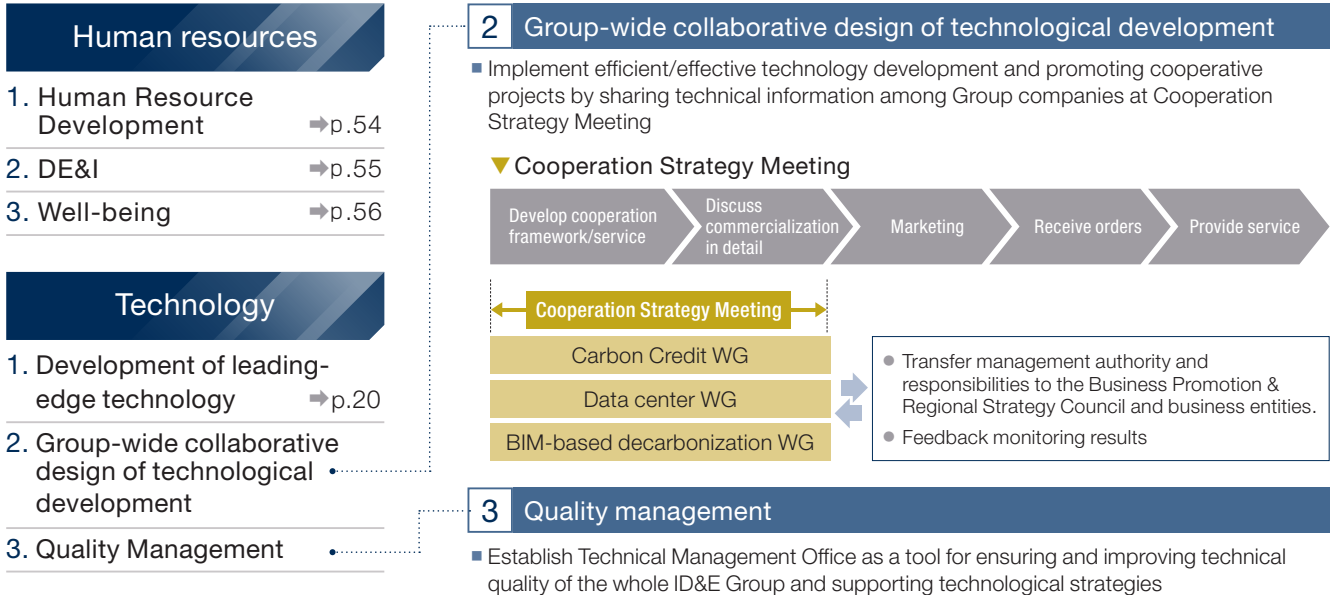 Human resources
1. Human Resource
Development ➡p.54
2. DE&I ➡p.55
3. Well-being ➡p.56
Technology
1. Development of leading-
edge technology ➡p.20
2. Group-wide collaborative
design of technological
development
3. Quality Management
2 Group-wide collaborative design of technological development
■ Implement efficient/effective technology development and promoting cooperative
projects by sharing technical information among Group companies at Cooperation
Strategy Meeting
▼ Cooperation Strategy Meeting
Develop cooperation
framework/service
Discuss
commercialization
in detail
Marketing
Receive orders
Provide service
Cooperation Strategy Meeting
Carbon Credit WG
Data center WG
BIM-based decarbonization WG
● Transfer management authority and
responsibilities to the Business Promotion &
Regional Strategy Council and business entities.
● Feedback monitoring results
3 Quality management
■ Establish Technical Management Office as a tool for ensuring and improving technical
quality of the whole ID&E Group and supporting technological strategies